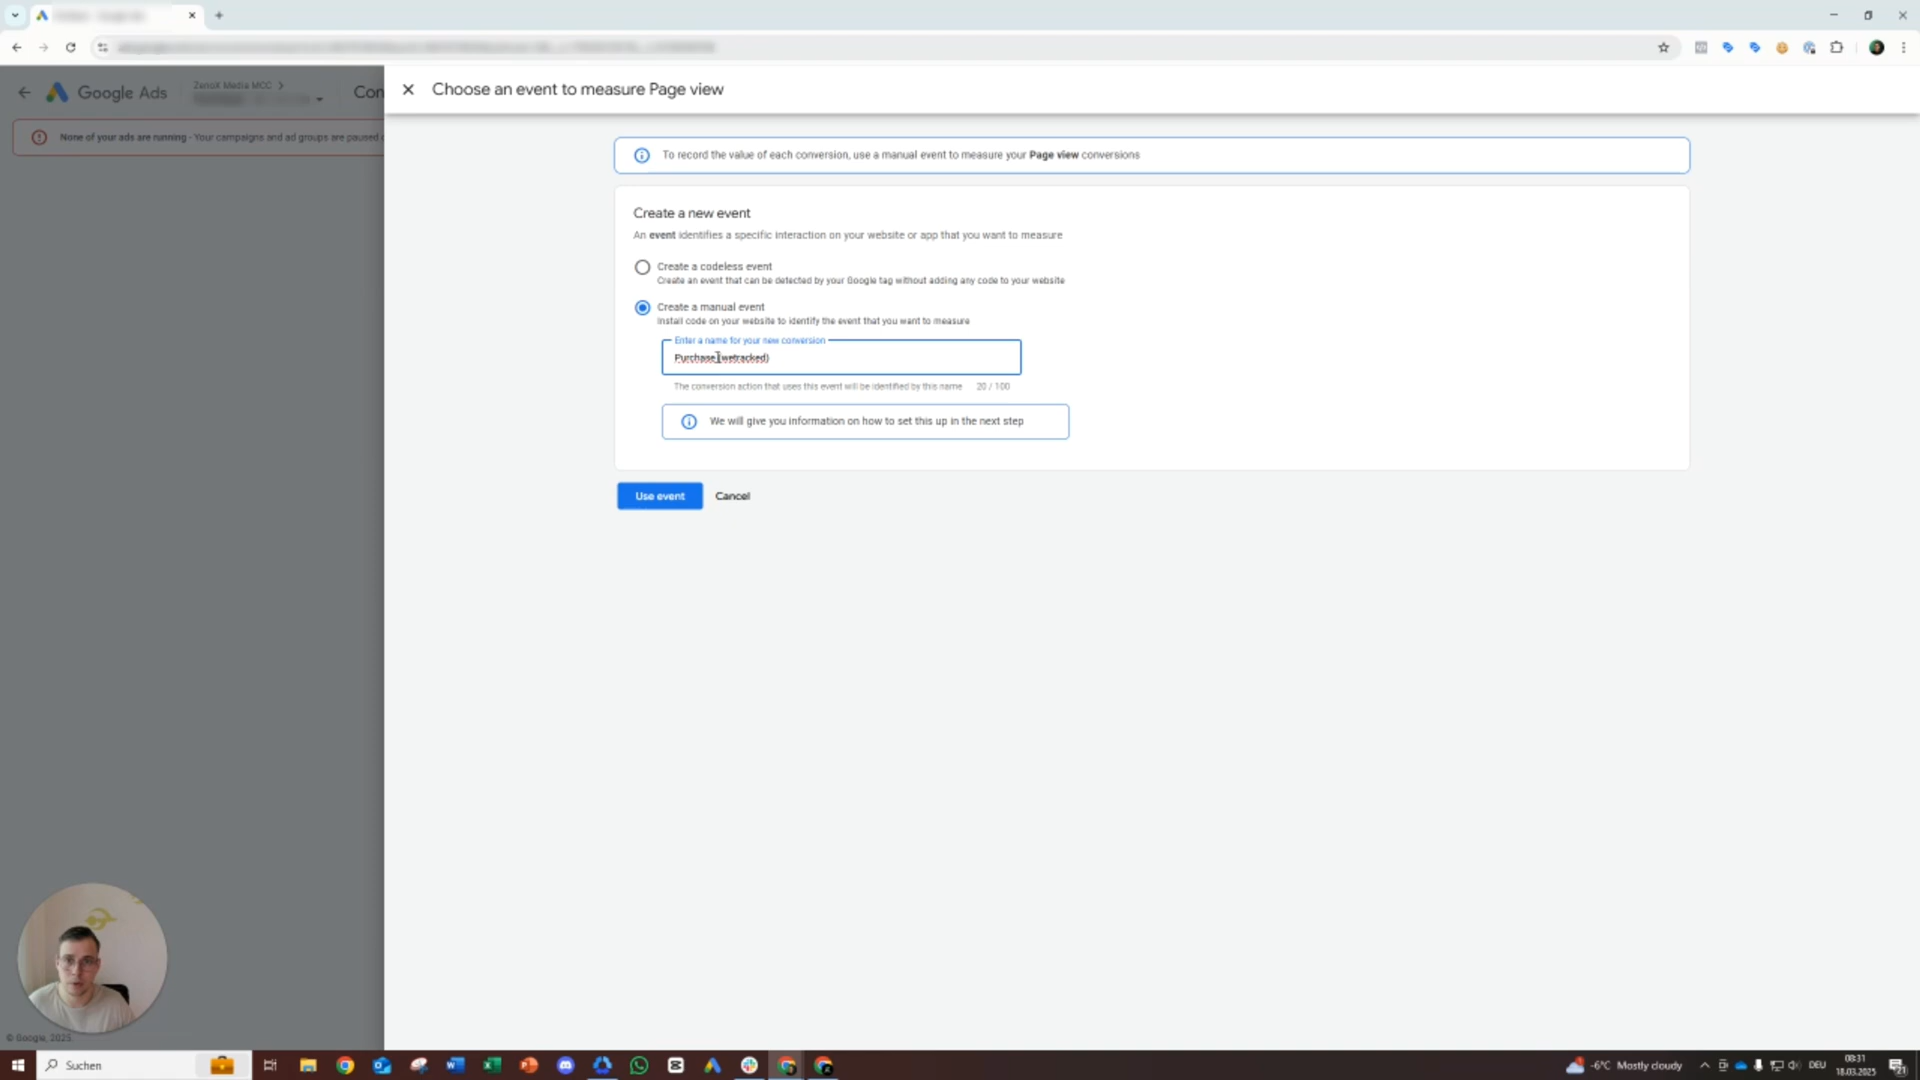 Google Ads
ZenoX Media MCC
Con
Choose an event to measure Page view
None of your ads are running - Your campaigns and ad groups are paused
To record the value of each conversion, use a manual event to measure your Page view conversions
Create a new event
An event identifies a specific interaction on your website or app that you want to measure
Create a codeless event
Create an event that can be detected by your Google tag without adding any code to your website
Create a manual event
Install code on your website to identify the event that you want to measure
Enter a name for your new conversion
Purchase (wetracked)
The conversion action that uses this event will be identified by this name 20 / 100
We will give you information on how to set this up in the next step
Use event Cancel
© Google, 2025.
Suchen
-6°C Mostly cloudy
DEU
08:31
18.03.2025
21